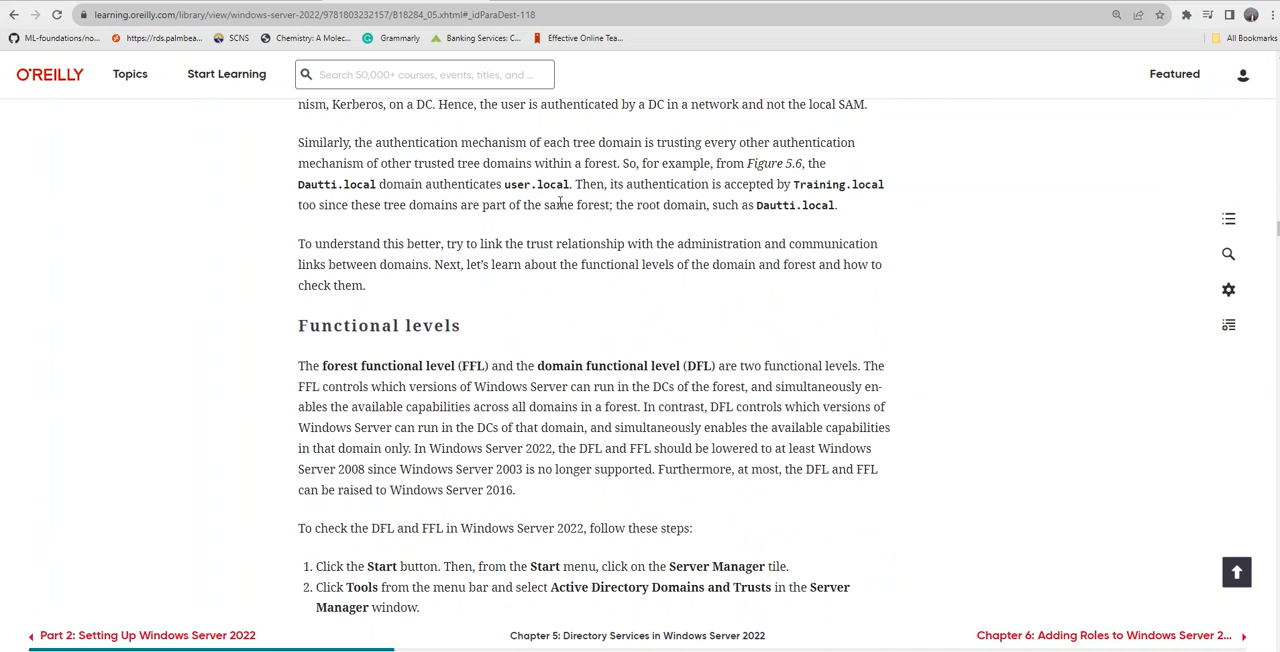 learning.oreilly.com/library/view/windows-server-2022/9781803232157/B18284_05.xhtml#_idParaDest-118
ML-foundations/no...
https://rds.palmbea...
SCNS
Chemistry: A Molec...
Grammarly
Banking Services: C...
Effective Online Tea...
All Bookmarks
O'REILLY
Topics
Start Learning
Search 50,000+ courses, events, titles, and ...
Featured
nism, Kerberos, on a DC. Hence, the user is authenticated by a DC in a network and not the local SAM.
Similarly, the authentication mechanism of each tree domain is trusting every other authentication
mechanism of other trusted tree domains within a forest. So, for example, from Figure 5.6, the
Dautti.local domain authenticates user.local. Then, its authentication is accepted by Training.local
too since these tree domains are part of the same forest; the root domain, such as Dautti.local.
To understand this better, try to link the trust relationship with the administration and communication
links between domains. Next, let’s learn about the functional levels of the domain and forest and how to
check them.
Functional levels
The forest functional level (FFL) and the domain functional level (DFL) are two functional levels. The
FFL controls which versions of Windows Server can run in the DCs of the forest, and simultaneously en-
ables the available capabilities across all domains in a forest. In contrast, DFL controls which versions of
Windows Server can run in the DCs of that domain, and simultaneously enables the available capabilities
in that domain only. In Windows Server 2022, the DFL and FFL should be lowered to at least Windows
Server 2008 since Windows Server 2003 is no longer supported. Furthermore, at most, the DFL and FFL
can be raised to Windows Server 2016.
To check the DFL and FFL in Windows Server 2022, follow these steps:
1. Click the Start button. Then, from the Start menu, click on the Server Manager tile.
2. Click Tools from the menu bar and select Active Directory Domains and Trusts in the Server
Manager window.
Part 2: Setting Up Windows Server 2022
Chapter 5: Directory Services in Windows Server 2022
Chapter 6: Adding Roles to Windows Server 2...